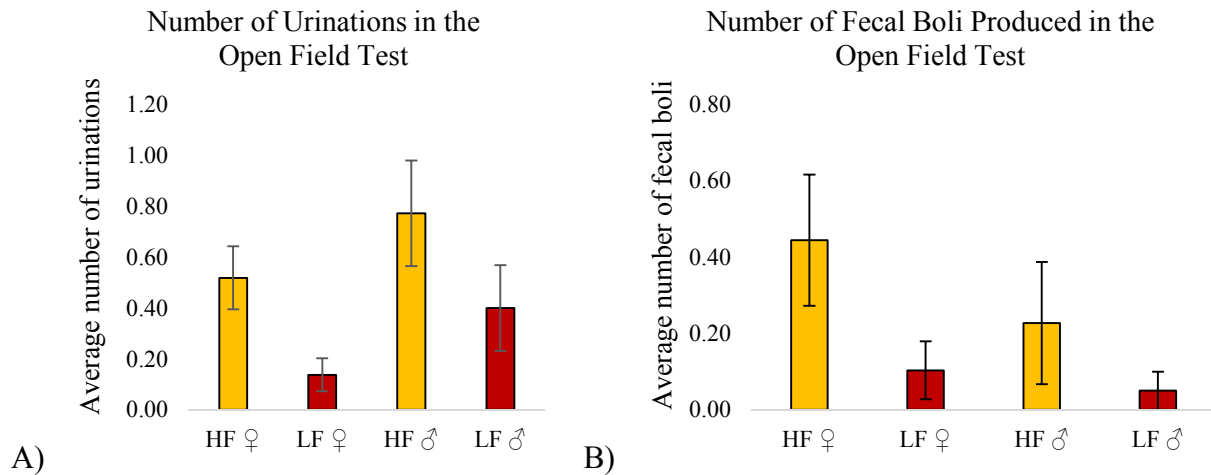 Number of Urinations in the
Open Field Test
Average number of urinations
1.20
1.00
0.80
0.60
0.40
0.20
0.00
HF ♀ LF ♀ HF ♂ LF ♂
A)
Number of Fecal Boli Produced in the
Open Field Test
Average number of fecal boli
0.80
0.60
0.40
0.20
0.00
HF ♀ LF ♀ HF ♂ LF ♂
B)